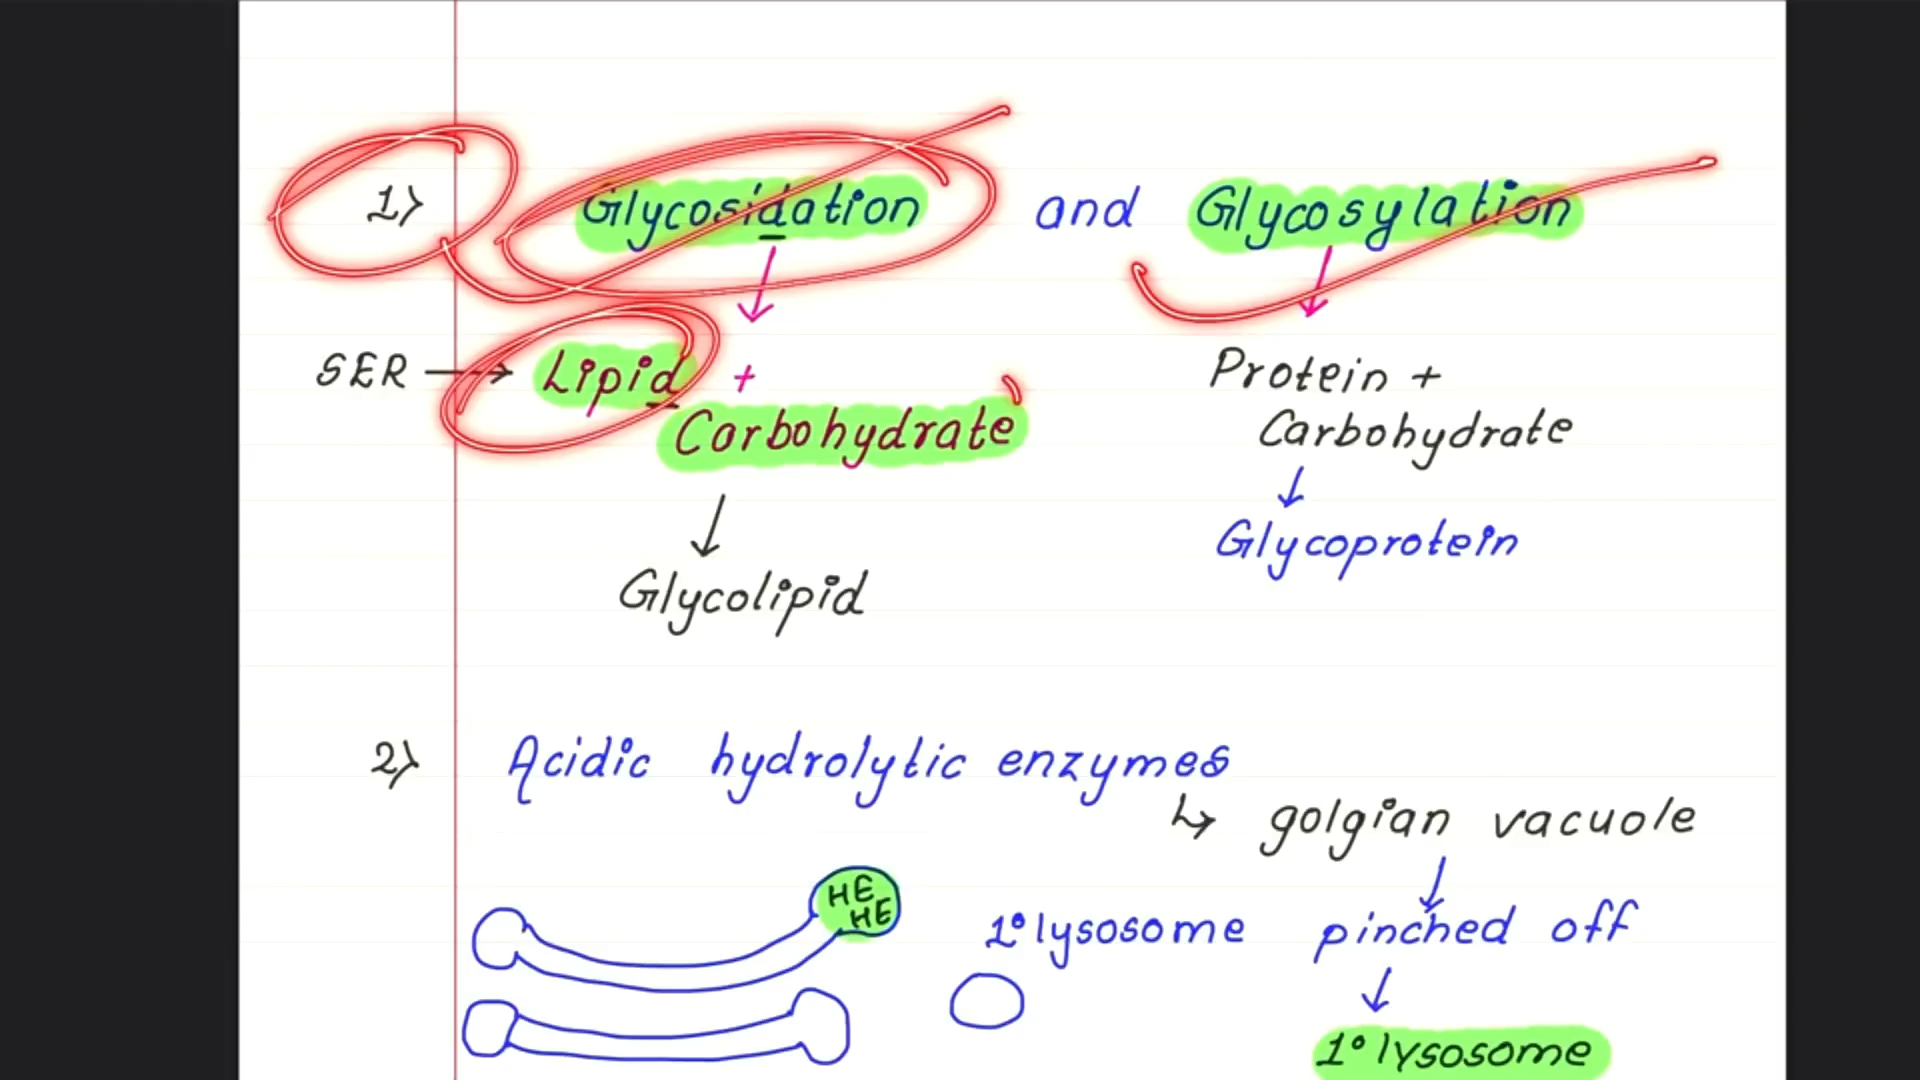 1) Glycosidation and Glycosylation
SER → Lipid + Protein +
Carbohydrate Carbohydrate
Glycoprotein
Glycolipid
2) Acidic hydrolytic enzymes
↳ golgian vacuole
HE
HE
1° lysosome pinched off
1° lysosome